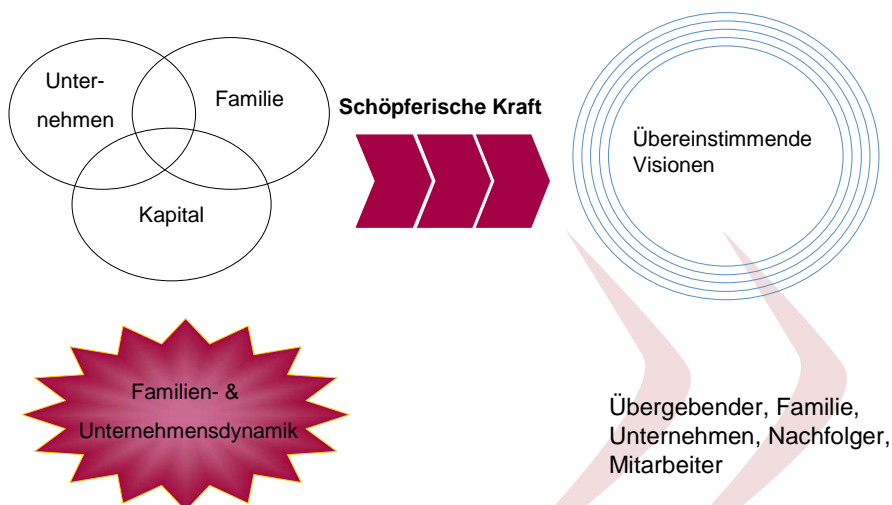 Unter-
nehmen
Familie
Kapital
Schöpferische Kraft
Übereinstimmende
Visionen
Familien- &
Unternehmensdynamik
Übergebender, Familie,
Unternehmen, Nachfolger,
Mitarbeiter